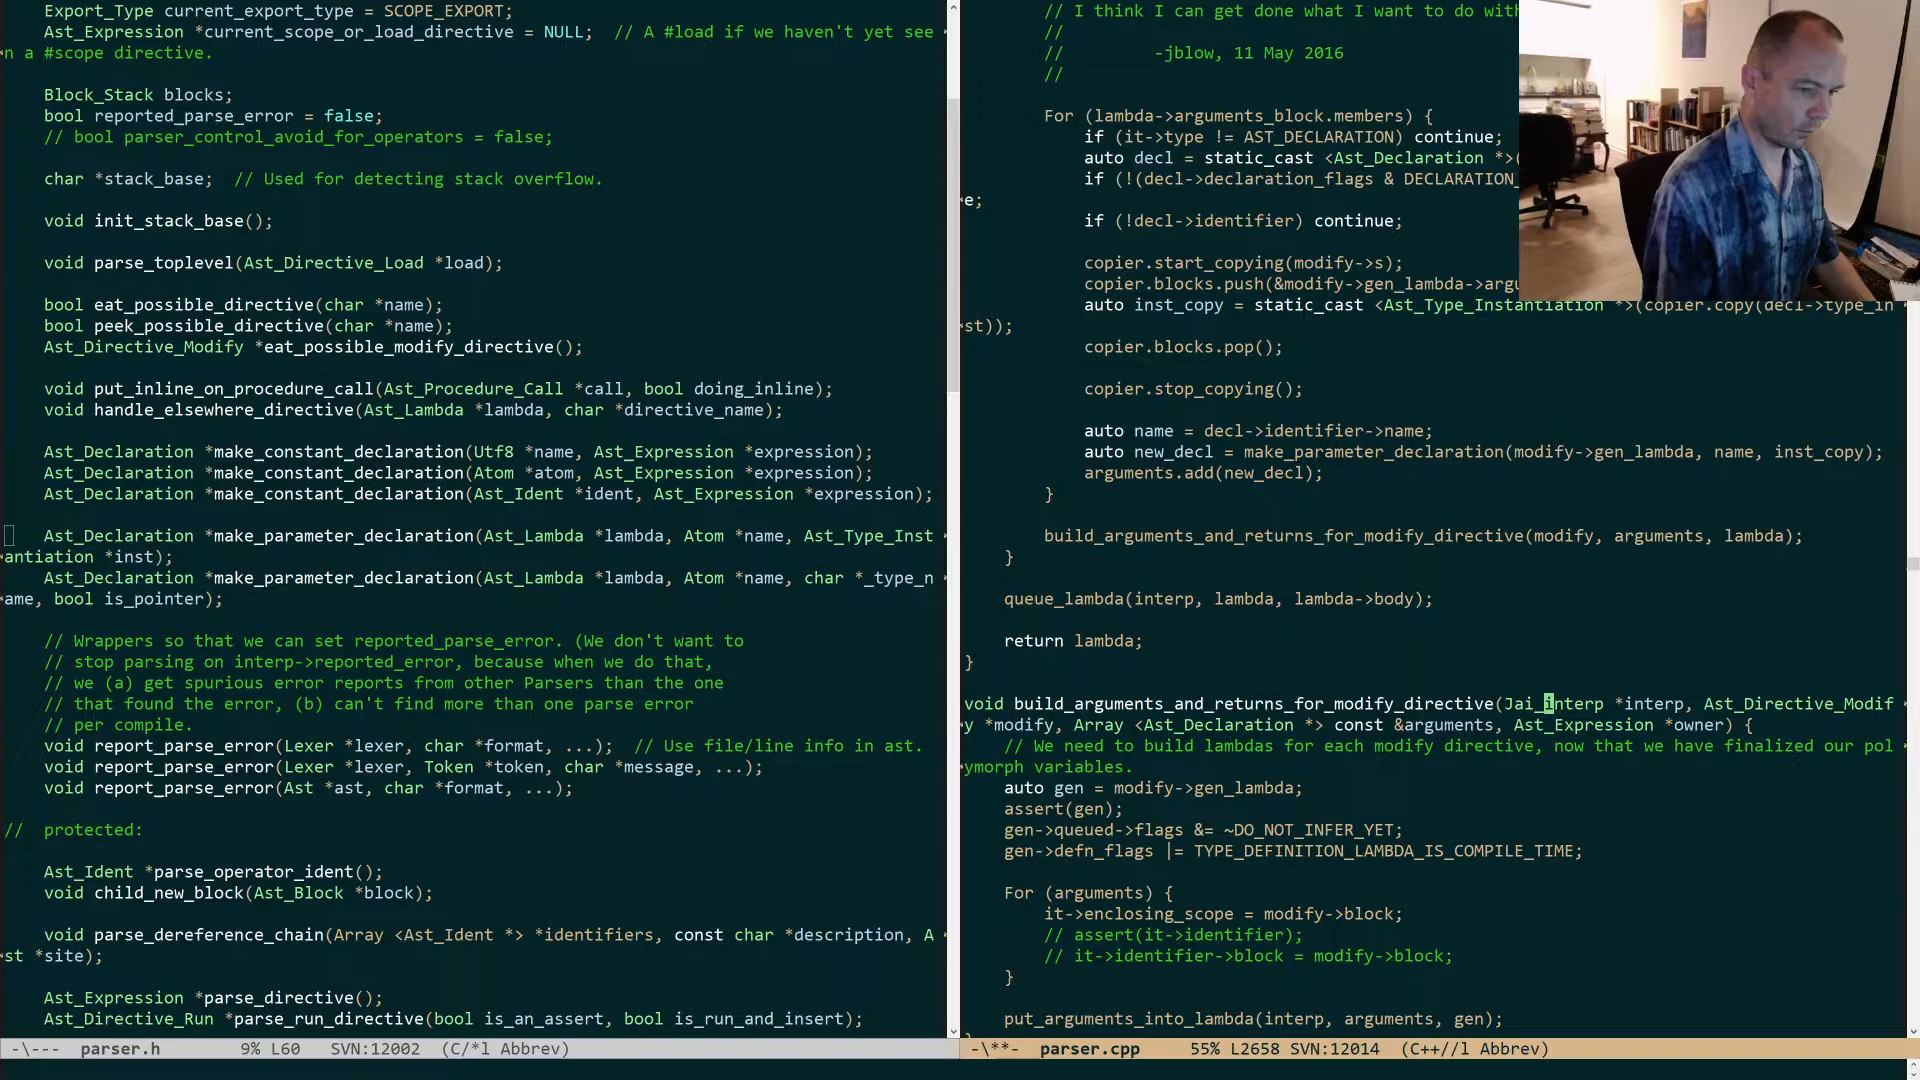 Export_Type current_export_type = SCOPE_EXPORT;
Ast_Expression *current_scope_or_load_directive = NULL;  // A #load if we haven't yet see
n a #scope directive.
Block_Stack blocks;
bool reported_parse_error = false;
// bool parser_control_avoid_for_operators = false;
char *stack_base;  // Used for detecting stack overflow.
void init_stack_base();
void parse_toplevel(Ast_Directive_Load *load);
bool eat_possible_directive(char *name);
bool peek_possible_directive(char *name);
Ast_Directive_Modify *eat_possible_modify_directive();
void put_inline_on_procedure_call(Ast_Procedure_Call *call, bool doing_inline);
void handle_elsewhere_directive(Ast_Lambda *lambda, char *directive_name);
Ast_Declaration *make_constant_declaration(Utf8 *name, Ast_Expression *expression);
Ast_Declaration *make_constant_declaration(Atom *atom, Ast_Expression *expression);
Ast_Declaration *make_constant_declaration(Ast_Ident *ident, Ast_Expression *expression);
Ast_Declaration *make_parameter_declaration(Ast_Lambda *lambda, Atom *name, Ast_Type_Inst
antiation *inst);
Ast_Declaration *make_parameter_declaration(Ast_Lambda *lambda, Atom *name, char *_type_n
ame, bool is_pointer);
// Wrappers so that we can set reported_parse_error. (We don't want to
// stop parsing on interp->reported_error, because when we do that,
// we (a) get spurious error reports from other Parsers than the one
// that found the error, (b) can't find more than one parse error
// per compile.
void report_parse_error(Lexer *lexer, char *format, ...);  // Use file/line info in ast.
void report_parse_error(Lexer *lexer, Token *token, char *message, ...);
void report_parse_error(Ast *ast, char *format, ...);
//  protected:
Ast_Ident *parse_operator_ident();
void child_new_block(Ast_Block *block);
void parse_dereference_chain(Array <Ast_Ident *> *identifiers, const char *description, A
st *site);
Ast_Expression *parse_directive();
Ast_Directive_Run *parse_run_directive(bool is_an_assert, bool is_run_and_insert);
-\---  parser.h        9% L60   SVN:12002  (C/*l Abbrev)
// I think I can get done what I want to do with
//
//         -jblow, 11 May 2016
//
For (lambda->arguments_block.members) {
if (it->type != AST_DECLARATION) continue;
auto decl = static_cast <Ast_Declaration *>(
if (!(decl->declaration_flags & DECLARATION_
e;
if (!decl->identifier) continue;
copier.start_copying(modify->s);
copier.blocks.push(&modify->gen_lambda->argu
auto inst_copy = static_cast <Ast_Type_Instantiation *>(copier.copy(decl->type_in
st));
copier.blocks.pop();
copier.stop_copying();
auto name = decl->identifier->name;
auto new_decl = make_parameter_declaration(modify->gen_lambda, name, inst_copy);
arguments.add(new_decl);
}
build_arguments_and_returns_for_modify_directive(modify, arguments, lambda);
}
queue_lambda(interp, lambda, lambda->body);
return lambda;
}
void build_arguments_and_returns_for_modify_directive(Jai_interp *interp, Ast_Directive_Modif
y *modify, Array <Ast_Declaration *> const &arguments, Ast_Expression *owner) {
// We need to build lambdas for each modify directive, now that we have finalized our pol
ymorph variables.
auto gen = modify->gen_lambda;
assert(gen);
gen->queued->flags &= ~DO_NOT_INFER_YET;
gen->defn_flags |= TYPE_DEFINITION_LAMBDA_IS_COMPILE_TIME;
For (arguments) {
it->enclosing_scope = modify->block;
// assert(it->identifier);
// it->identifier->block = modify->block;
}
put_arguments_into_lambda(interp, arguments, gen);
-\**-  parser.cpp     55% L2658 SVN:12014  (C++//l Abbrev)